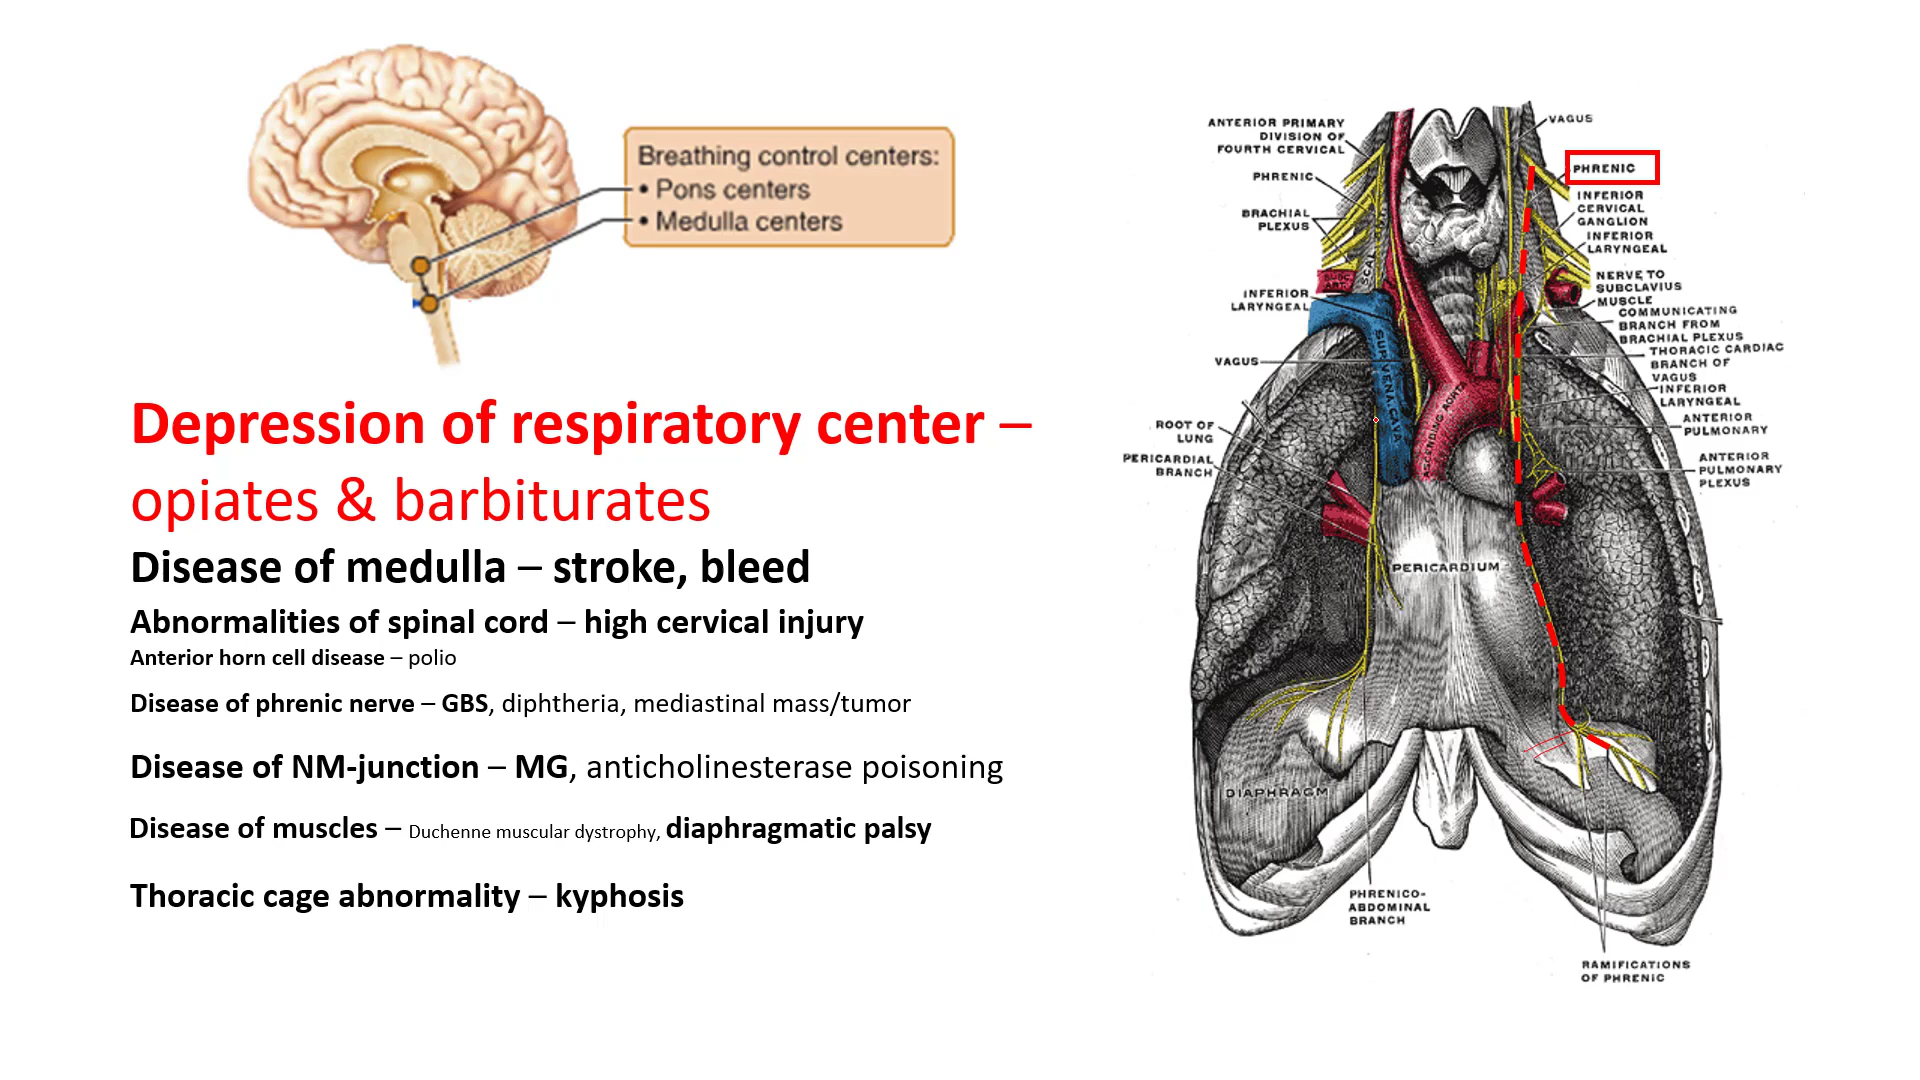 Breathing control centers:
• Pons centers
• Medulla centers
Depression of respiratory center –
opiates & barbiturates
Disease of medulla – stroke, bleed
Abnormalities of spinal cord – high cervical injury
Anterior horn cell disease – polio
Disease of phrenic nerve – GBS, diphtheria, mediastinal mass/tumor
Disease of NM-junction – MG, anticholinesterase poisoning
Disease of muscles – Duchenne muscular dystrophy, diaphragmatic palsy
Thoracic cage abnormality – kyphosis
ANTERIOR PRIMARY
DIVISION OF
FOURTH CERVICAL
PHRENIC
BRACHIAL
PLEXUS
INFERIOR
LARYNGEAL
VAGUS
ROOT OF
LUNG
PERICARDIAL
BRANCH
SUBC.
ART.
SUP. VENA CAVA
PERICARDIUM
DIAPHRAGM
PHRENICO-
ABDOMINAL
BRANCH
VAGUS
PHRENIC
INFERIOR
CERVICAL
GANGLION
INFERIOR
LARYNGEAL
NERVE TO
SUBCLAVIUS
MUSCLE
COMMUNICATING
BRANCH FROM
BRACHIAL PLEXUS
THORACIC CARDIAC
BRANCH OF
VAGUS
INFERIOR
LARYNGEAL
ANTERIOR
PULMONARY
ANTERIOR
PULMONARY
PLEXUS
RAMIFICATIONS
OF PHRENIC